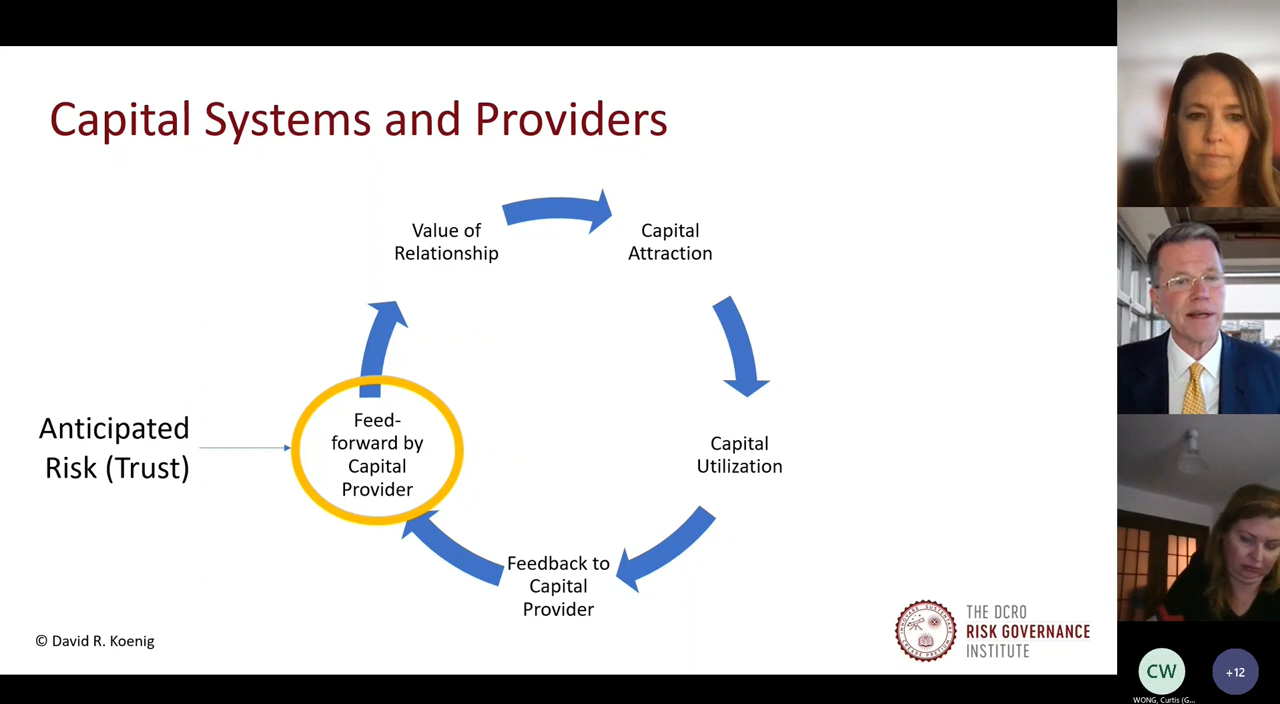 Capital Systems and Providers
Value of
Relationship
Capital
Attraction
Anticipated
Risk (Trust)
Feed-
forward by
Capital
Provider
Capital
Utilization
Feedback to
Capital
Provider
© David R. Koenig
THE DCRO
RISK GOVERNANCE
INSTITUTE
CW
+12
WONG, Curtis (G...